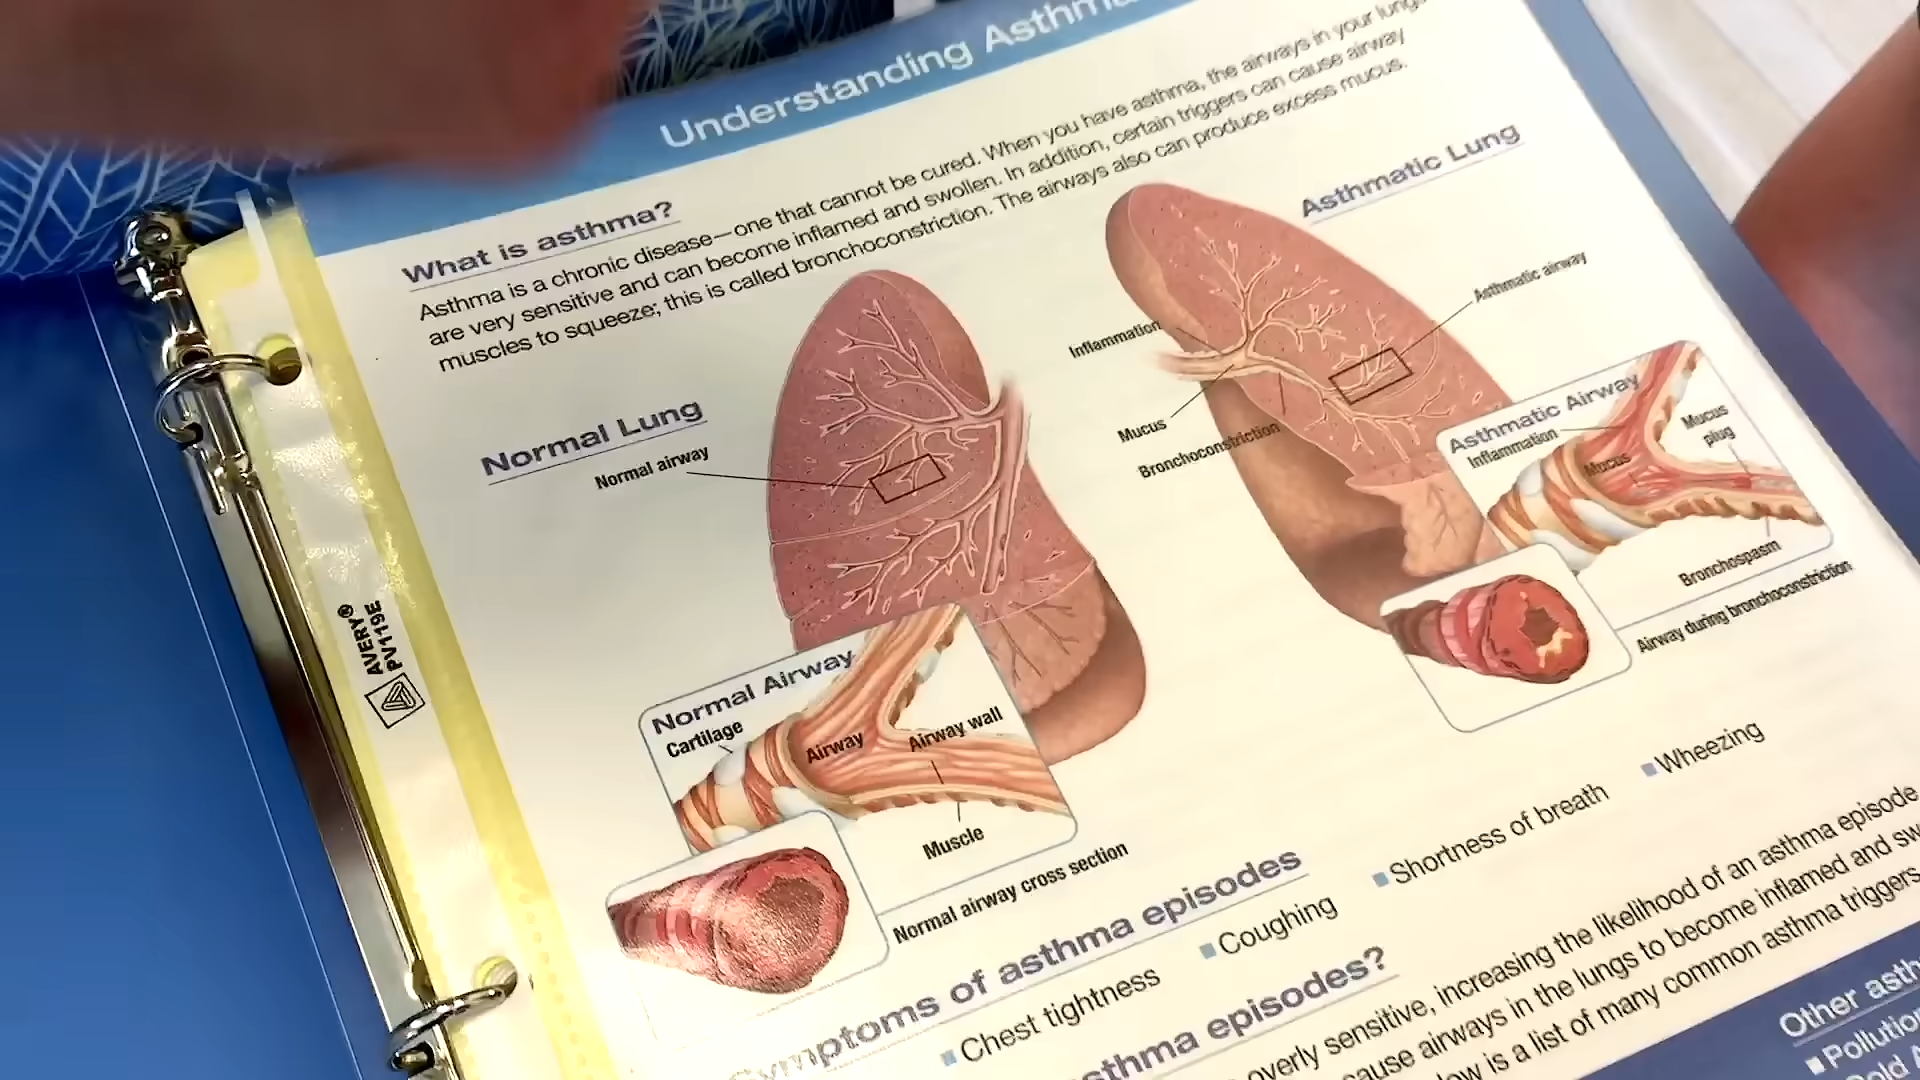 Understanding Asthma
What is asthma?
Asthma is a chronic disease—one that cannot be cured. When you have asthma, the airways in your lungs
are very sensitive and can become inflamed and swollen. In addition, certain triggers can cause airway
muscles to squeeze; this is called bronchoconstriction. The airways also can produce excess mucus.
Normal Lung
Normal airway
Asthmatic Lung
Asthmatic airway
Inflammation
Mucus
Bronchoconstriction
Asthmatic Airway
Inflammation
Mucus
Mucus
plug
Bronchospasm
Airway during bronchoconstriction
Normal Airway
Cartilage
Airway
Airway wall
Muscle
Normal airway cross section
AVERY®
PV119E
Symptoms of asthma episodes
Chest tightness
Coughing
Shortness of breath
Wheezing
asthma episodes?
overly sensitive, increasing the likelihood of an asthma episode
cause airways in the lungs to become inflamed and
is a list of many common asthma triggers
Other
Pollution